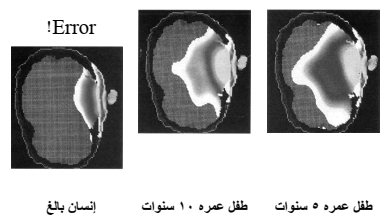 !Error
طفل عمره ٥ سنوات
طفل عمره ١٠ سنوات
إنسان بالغ